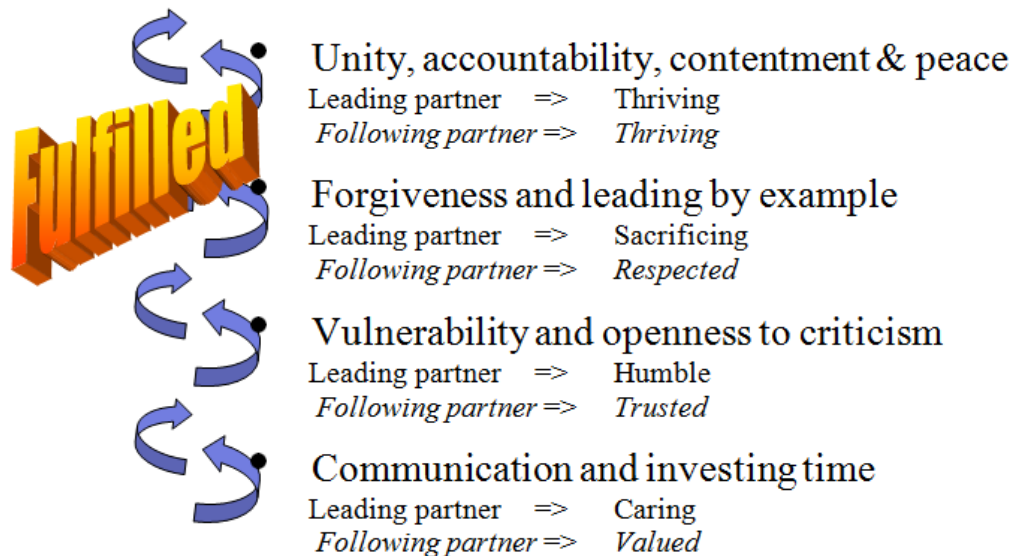 Fulfilled
Unity, accountability, contentment & peace
Leading partner => Thriving
Following partner => Thriving
Forgiveness and leading by example
Leading partner => Sacrificing
Following partner => Respected
Vulnerability and openness to criticism
Leading partner => Humble
Following partner => Trusted
Communication and investing time
Leading partner => Caring
Following partner => Valued